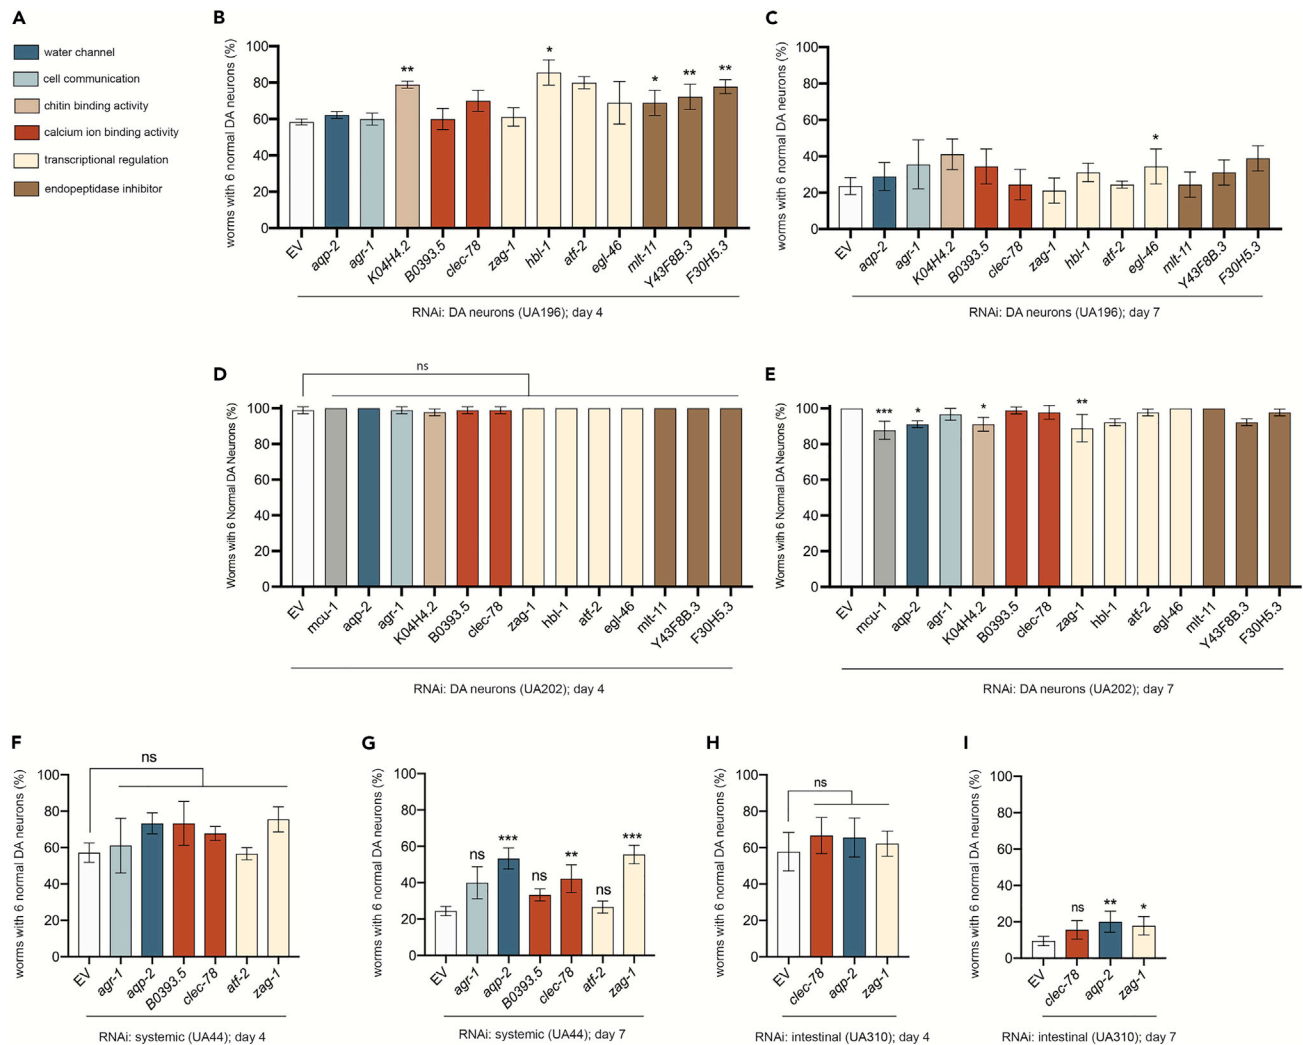 A
water channel
cell communication
chitin binding activity
calcium ion binding activity
transcriptional regulation
endopeptidase inhibitor
B
worms with 6 normal DA neurons (%)
100
80
60
40
20
0
**
*
*
**
**
EV
aqp-2
agr-1
K04H4.2
B0393.5
clec-78
zag-1
hbl-1
atf-2
egl-46
mlt-11
Y43F8B.3
F30H5.3
RNAi: DA neurons (UA196); day 4
C
worms with 6 normal DA neurons (%)
100
80
60
40
20
0
*
EV
aqp-2
agr-1
K04H4.2
B0393.5
clec-78
zag-1
hbl-1
atf-2
egl-46
mlt-11
Y43F8B.3
F30H5.3
RNAi: DA neurons (UA196); day 7
D
Worms with 6 Normal DA Neurons (%)
100
80
60
40
20
0
ns
EV
mcu-1
aqp-2
agr-1
K04H4.2
B0393.5
clec-78
zag-1
hbl-1
atf-2
egl-46
mlt-11
Y43F8B.3
F30H5.3
RNAi: DA neurons (UA202); day 4
E
Worms with 6 Normal DA Neurons (%)
100
80
60
40
20
0
***
*
*
**
EV
mcu-1
aqp-2
agr-1
K04H4.2
B0393.5
clec-78
zag-1
hbl-1
atf-2
egl-46
mlt-11
Y43F8B.3
F30H5.3
RNAi: DA neurons (UA202); day 7
F
worms with 6 normal DA neurons (%)
100
80
60
40
20
0
ns
EV
agr-1
aqp-2
B0393.5
clec-78
atf-2
zag-1
RNAi: systemic (UA44); day 4
G
worms with 6 normal DA neurons (%)
100
80
60
40
20
0
ns
***
ns
**
ns
***
EV
agr-1
aqp-2
B0393.5
clec-78
atf-2
zag-1
RNAi: systemic (UA44); day 7
H
worms with 6 normal DA neurons (%)
100
80
60
40
20
0
ns
EV
clec-78
aqp-2
zag-1
RNAi: intestinal (UA310); day 4
I
worms with 6 normal DA neurons (%)
100
80
60
40
20
0
ns
**
*
EV
clec-78
aqp-2
zag-1
RNAi: intestinal (UA310); day 7